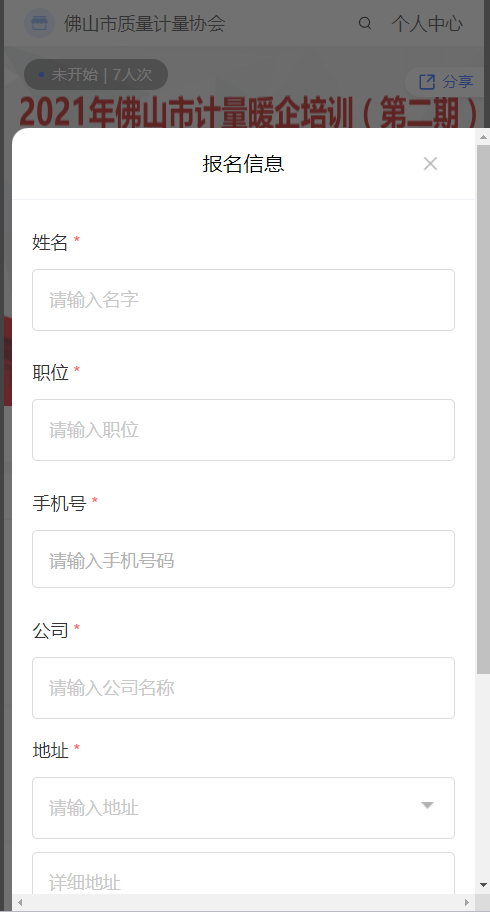 佛山市质量计量协会
个人中心
未开始 | 7人次
分享
2021年佛山市计量暖企培训（第二期）
报名信息
姓名 *
请输入名字
职位 *
请输入职位
手机号 *
请输入手机号码
公司 *
请输入公司名称
地址 *
请输入地址
详细地址